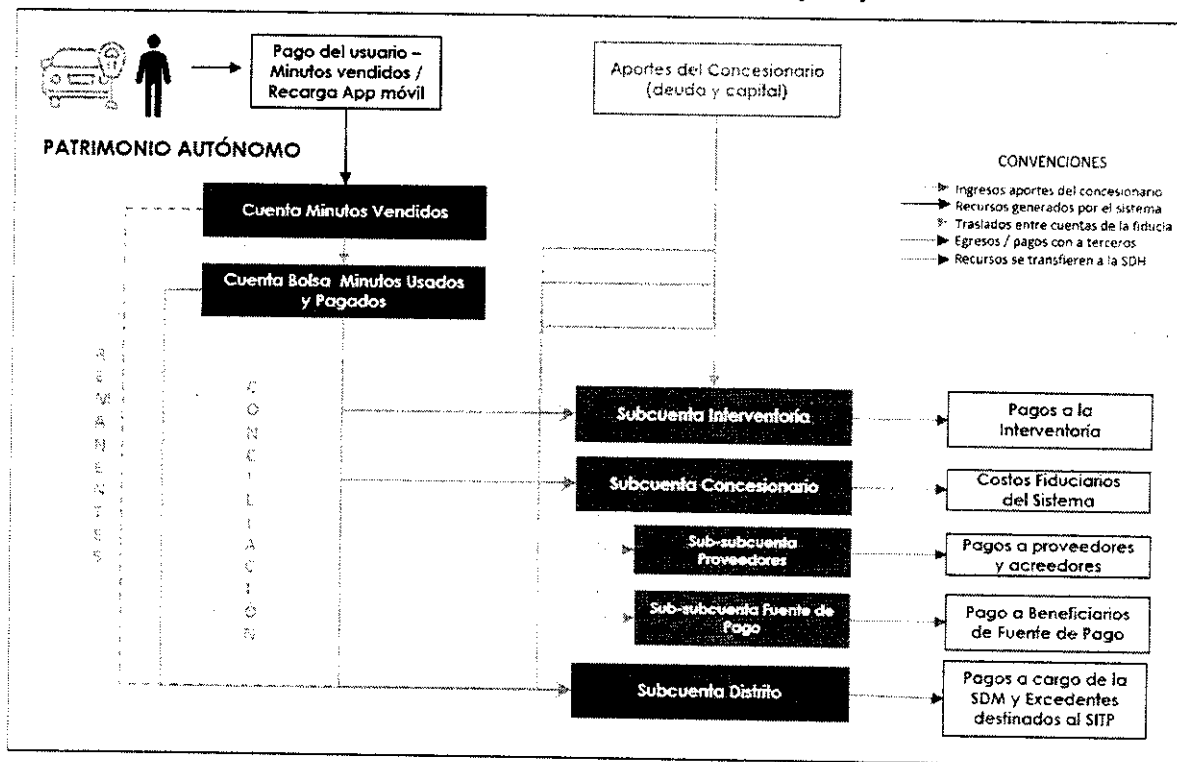 Pago del usuario –
Minutos vendidos /
Recarga App móvil
Aportes del Concesionario
(deuda y capital)
PATRIMONIO AUTÓNOMO
CONVENCIONES
Ingresos aportes del concesionario
Recursos generados por el sistema
Traslados entre cuentas de la fiducia
Egresos / pagos con a terceros
Recursos se transfieren a la SDH
Cuenta Minutos Vendidos
Cuenta Bolsa Minutos Usados
y Pagados
Subcuenta Interventoría
Pagos a la
Interventoría
Subcuenta Concesionario
Costos Fiduciarios
del Sistema
Sub-subcuenta
Proveedores
Pagos a proveedores
y acreedores
Sub-subcuenta Fuente de
Pago
Pago a Beneficiarios
de Fuente de Pago
Subcuenta Distrito
Pagos a cargo de la
SDM y Excedentes
destinados al SITP